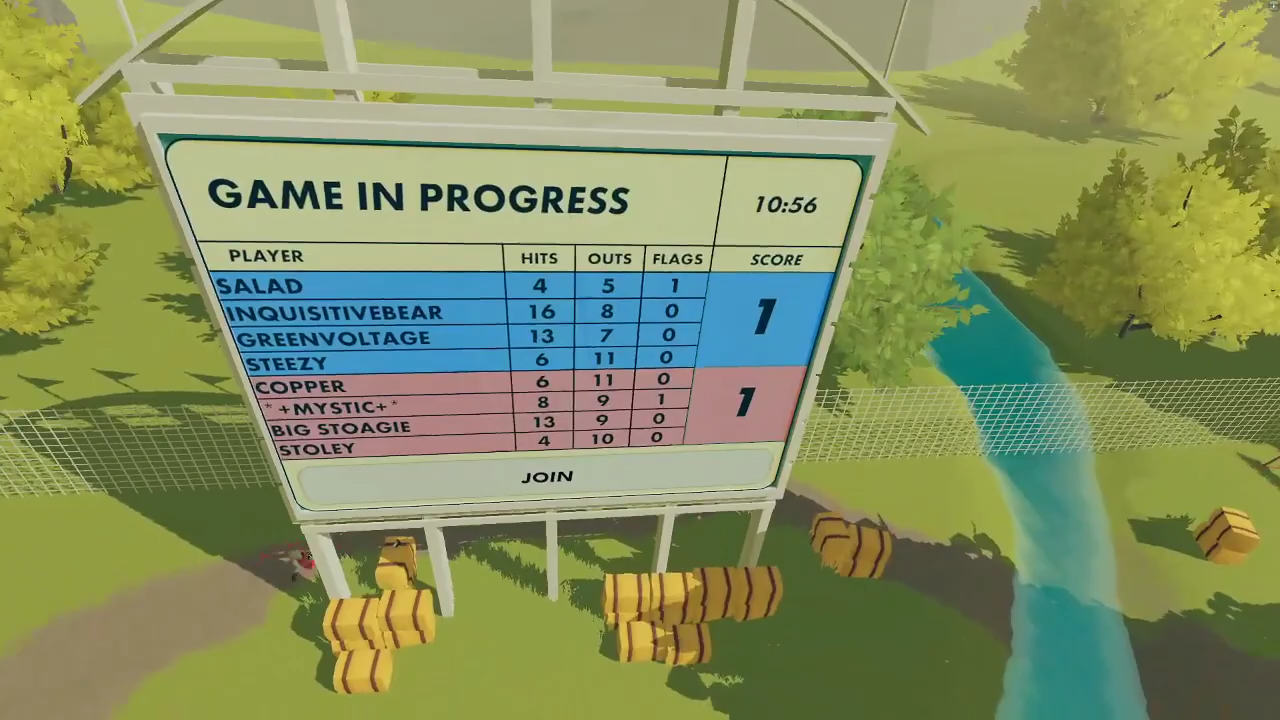 GAME IN PROGRESS 10:56
PLAYER HITS OUTS FLAGS SCORE
SALAD 4 5 1
INQUISITIVEBEAR 16 8 0
1
GREENVOLTAGE 13 7 0
STEEZY 6 11 0
COPPER 6 11 0
*+MYSTIC+* 8 9 1
1
BIG STOAGIE 13 9 0
STOLEY 4 10 0
JOIN